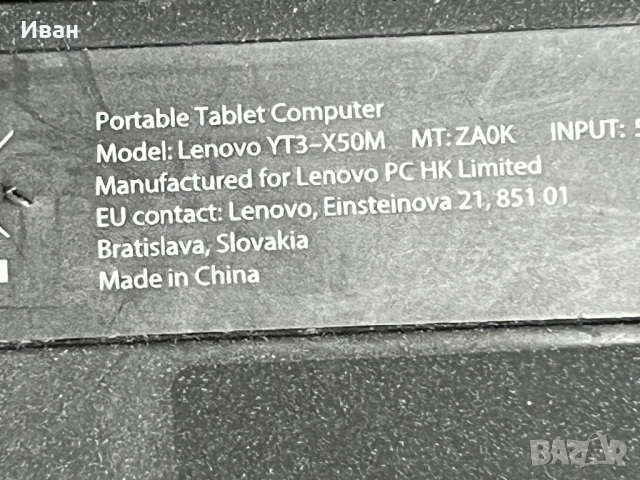 Иван
Portable Tablet Computer
Model: Lenovo YT3–X50M MT: ZA0K INPUT: 5
Manufactured for Lenovo PC HK Limited
EU contact: Lenovo, Einsteinova 21, 851 01
Bratislava, Slovakia
Made in China
BAZAR